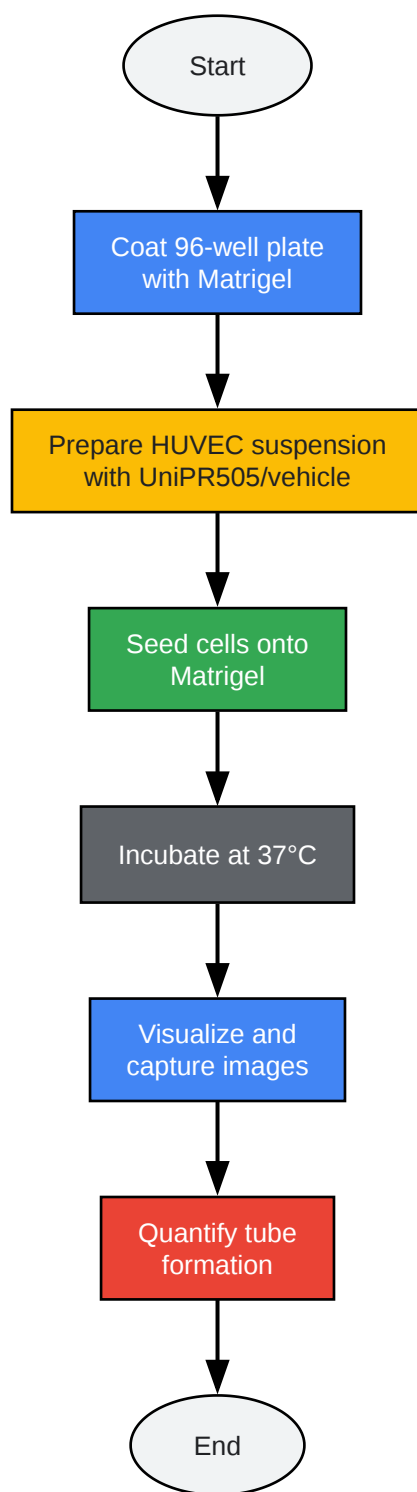 Start
Coat 96-well plate
with Matrigel
Prepare HUVEC suspension
with UniPR505/vehicle
Seed cells onto
Matrigel
Incubate at 37°C
Visualize and
capture images
Quantify tube
formation
End